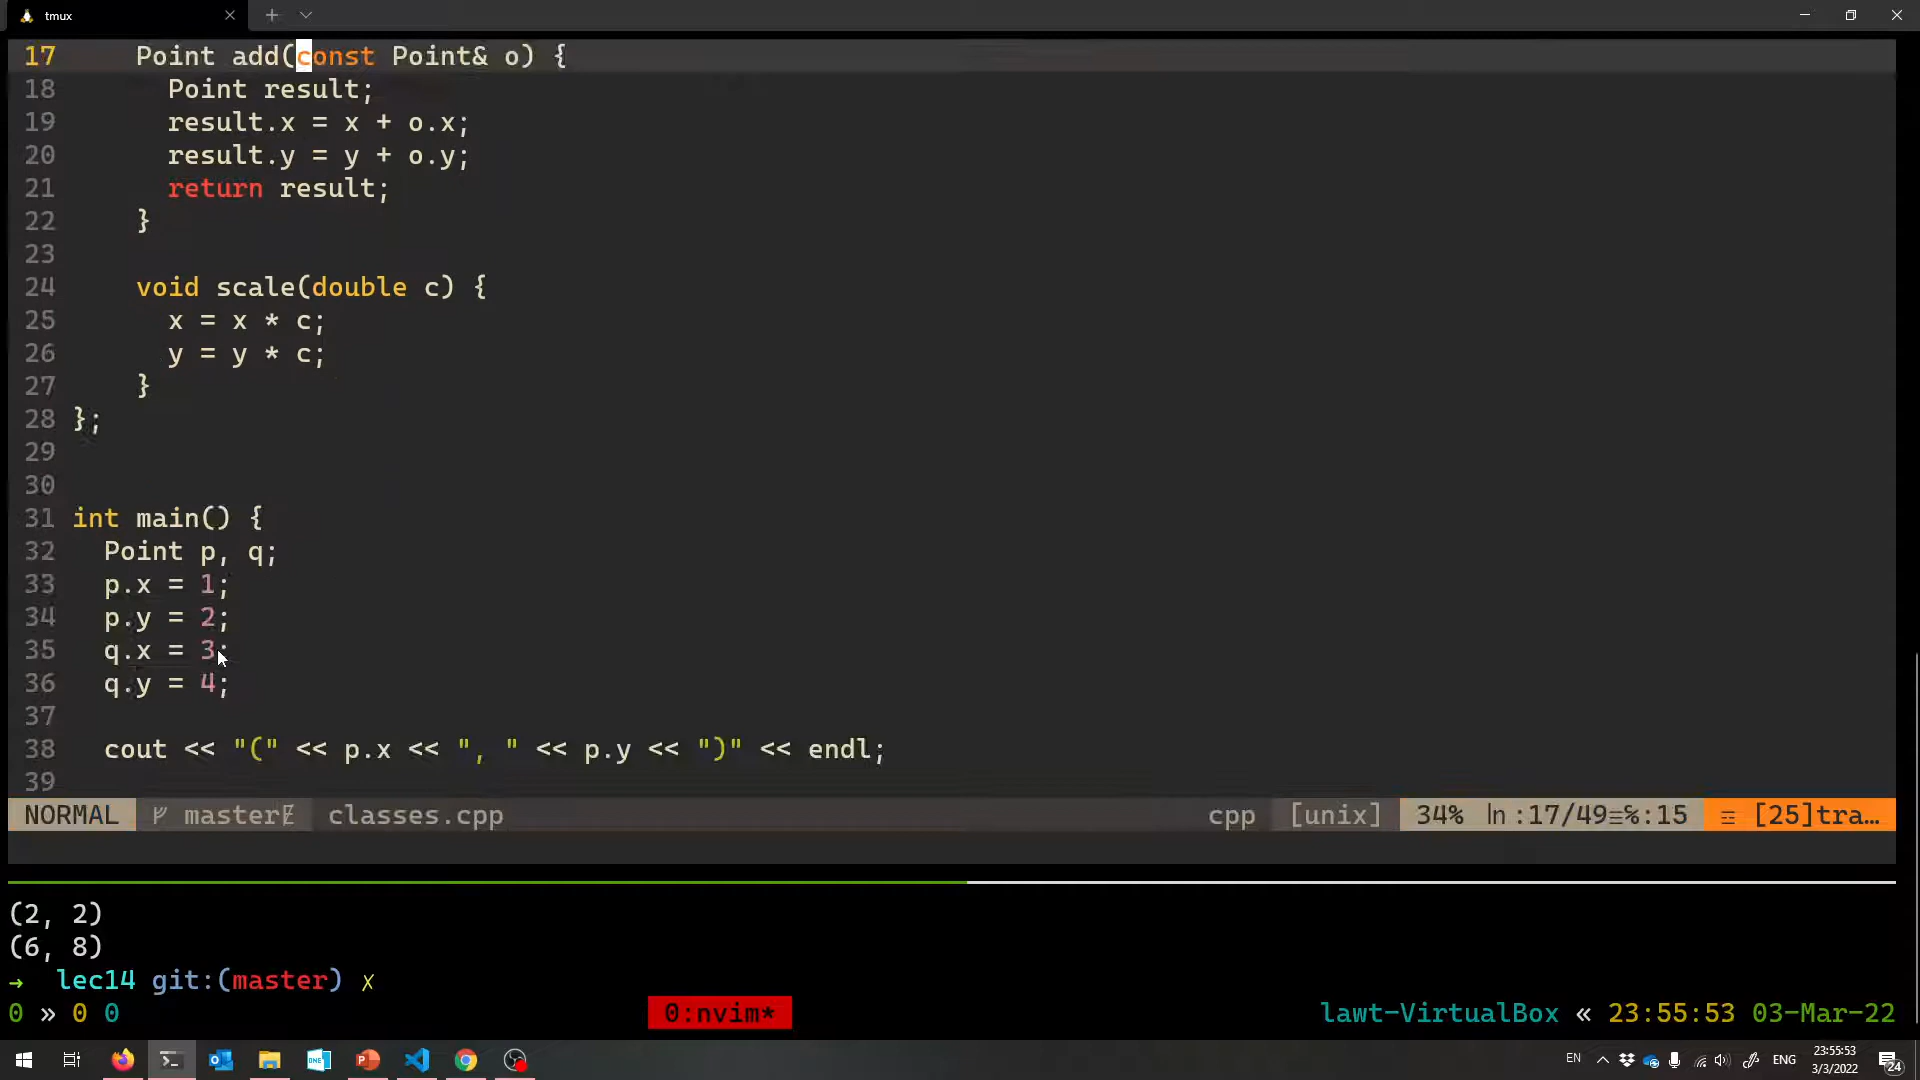 tmux
17 Point add(const Point& o) {
18 Point result;
19 result.x = x + o.x;
20 result.y = y + o.y;
21 return result;
22 }
23
24 void scale(double c) {
25 x = x * c;
26 y = y * c;
27 }
28 };
29
30
31 int main() {
32 Point p, q;
33 p.x = 1;
34 p.y = 2;
35 q.x = 3;
36 q.y = 4;
37
38 cout << "(" << p.x << ", " << p.y << ")" << endl;
39
NORMAL master classes.cpp cpp [unix] 34% ln :17/49≡℅:15 [25]tra…
(2, 2)
(6, 8)
→ lec14 git:(master) ✗
0 » 0 0 0:nvim* lawt-VirtualBox « 23:55:53 03-Mar-22
EN ENG 23:55:53
3/3/2022 24